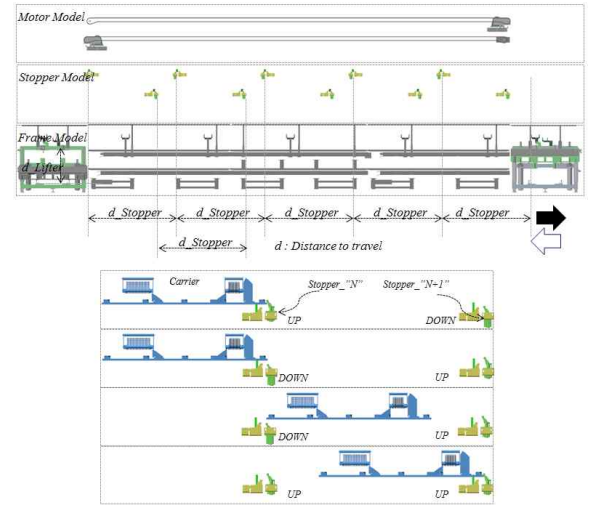 Motor Model
Stopper Model
Frame Model
d_Lifter
d_Stopper d_Stopper d_Stopper d_Stopper d_Stopper
d_Stopper d : Distance to travel
Carrier Stopper_"N" Stopper_"N+1"
UP DOWN
DOWN UP
DOWN UP
UP UP